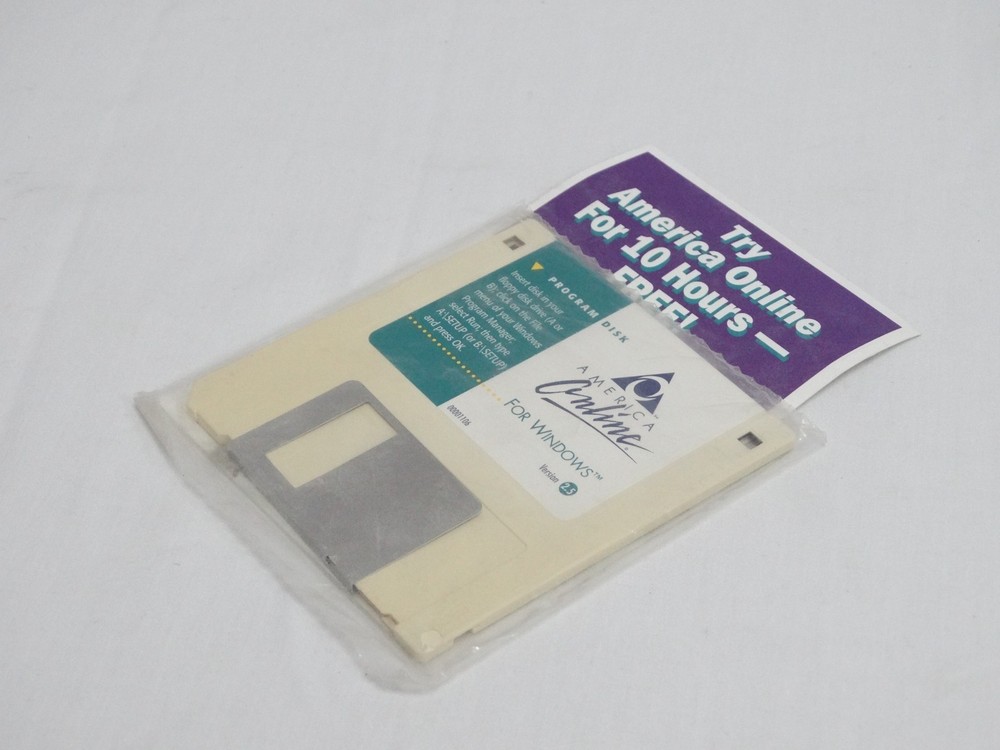 Try
America Online
For 10 Hours —
FREE!
PROGRAM DISK
Insert disk in your
floppy disk drive (A or
B); click on the File
menu of your Windows
Program Manager,
select Run, then type
A:\SETUP (or B:\SETUP)
and press OK.
00001106
AMERICA
Online
FOR WINDOWS™
Version 2.5